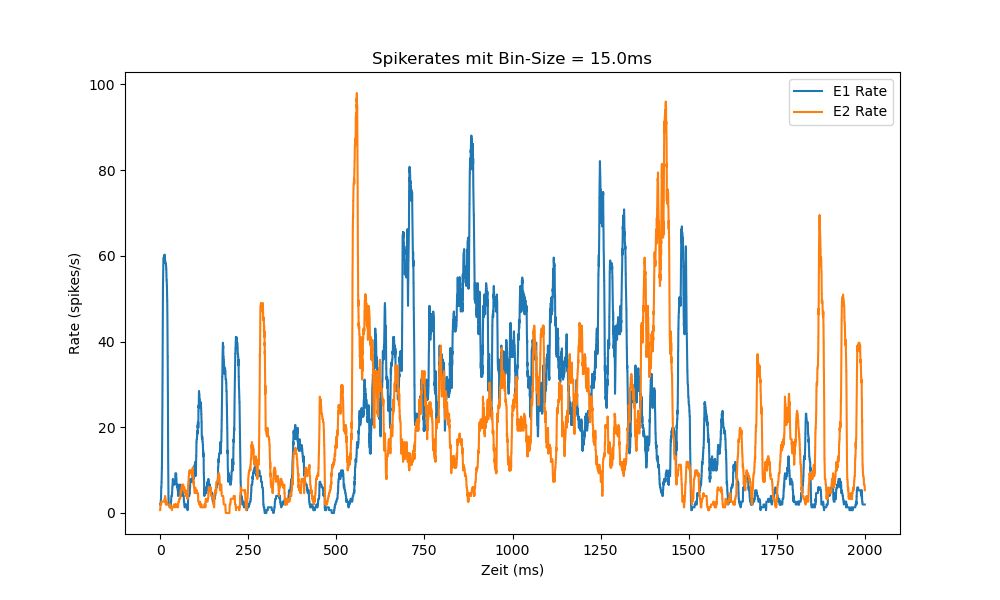 Spikerates mit Bin-Size = 15.0ms
E1 Rate
E2 Rate
Rate (spikes/s)
100
80
60
40
20
0
0 250 500 750 1000 1250 1500 1750 2000
Zeit (ms)